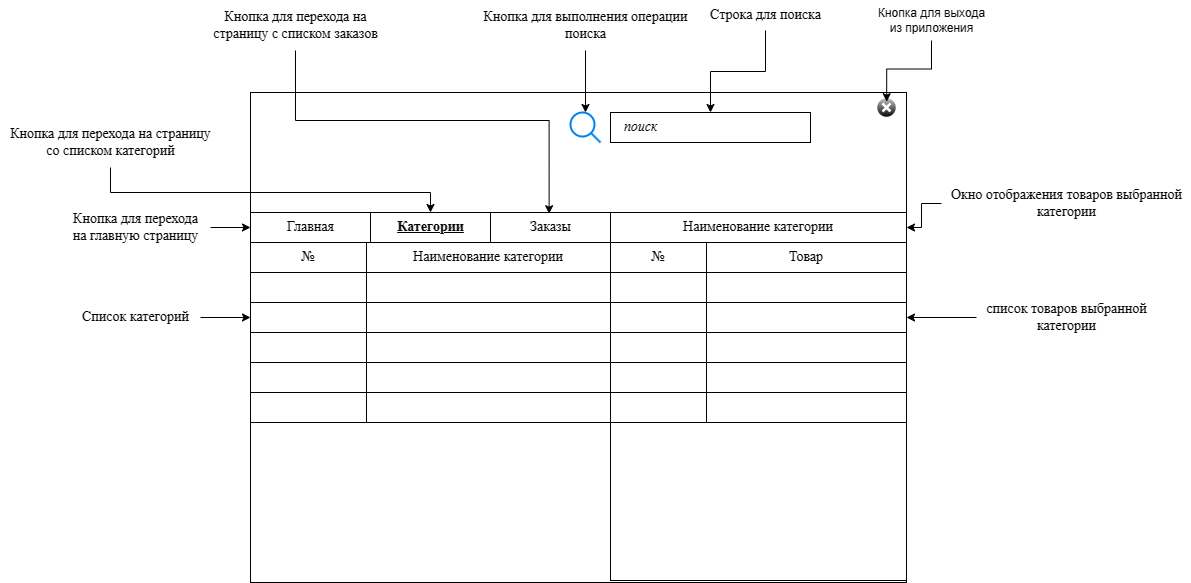 Кнопка для перехода на
страницу с списком заказов
Кнопка для выполнения операции
поиска
Строка для поиска
Кнопка для выхода
из приложения
поиск
Кнопка для перехода на страницу
со списком категорий
Кнопка для перехода
на главную страницу
Окно отображения товаров выбранной
категории
Главная
Категории
Заказы
Наименование категории
№
Наименование категории
№
Товар
Список категорий
список товаров выбранной
категории